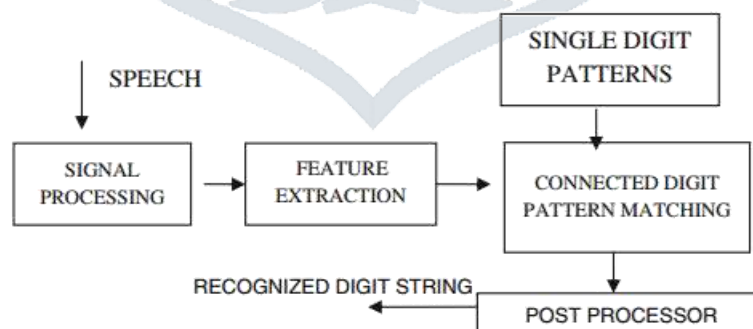 SINGLE DIGIT
PATTERNS
SPEECH
SIGNAL
PROCESSING
FEATURE
EXTRACTION
CONNECTED DIGIT
PATTERN MATCHING
RECOGNIZED DIGIT STRING
POST PROCESSOR